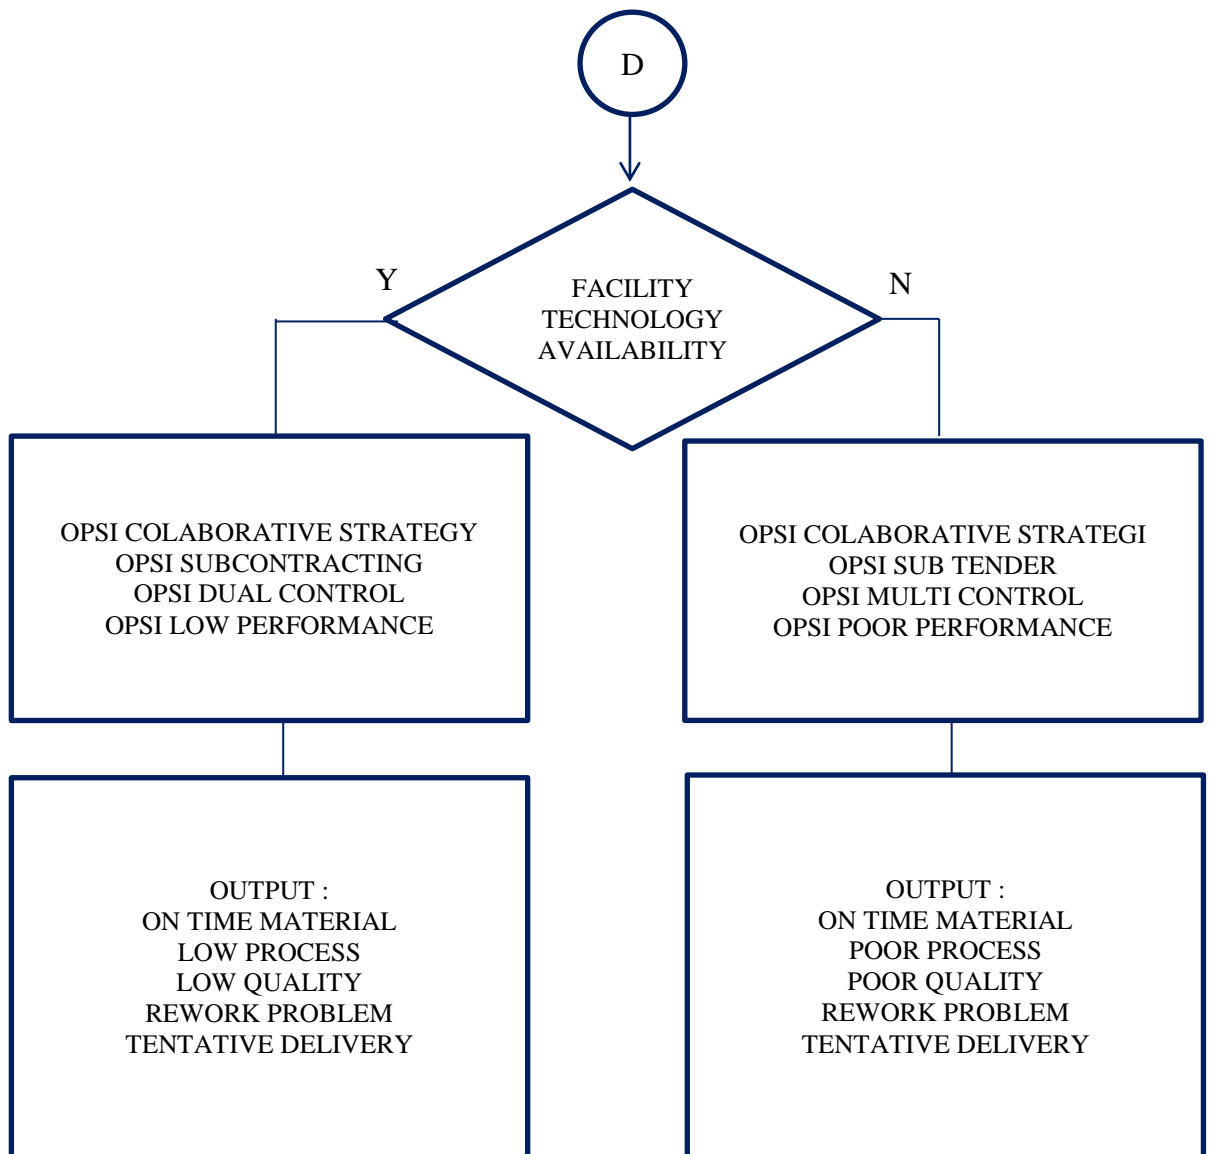 D
Y
N
FACILITY
TECHNOLOGY
AVAILABILITY
OPSI COLABORATIVE STRATEGY
OPSI SUBCONTRACTING
OPSI DUAL CONTROL
OPSI LOW PERFORMANCE
OPSI COLABORATIVE STRATEGI
OPSI SUB TENDER
OPSI MULTI CONTROL
OPSI POOR PERFORMANCE
OUTPUT :
ON TIME MATERIAL
LOW PROCESS
LOW QUALITY
REWORK PROBLEM
TENTATIVE DELIVERY
OUTPUT :
ON TIME MATERIAL
POOR PROCESS
POOR QUALITY
REWORK PROBLEM
TENTATIVE DELIVERY